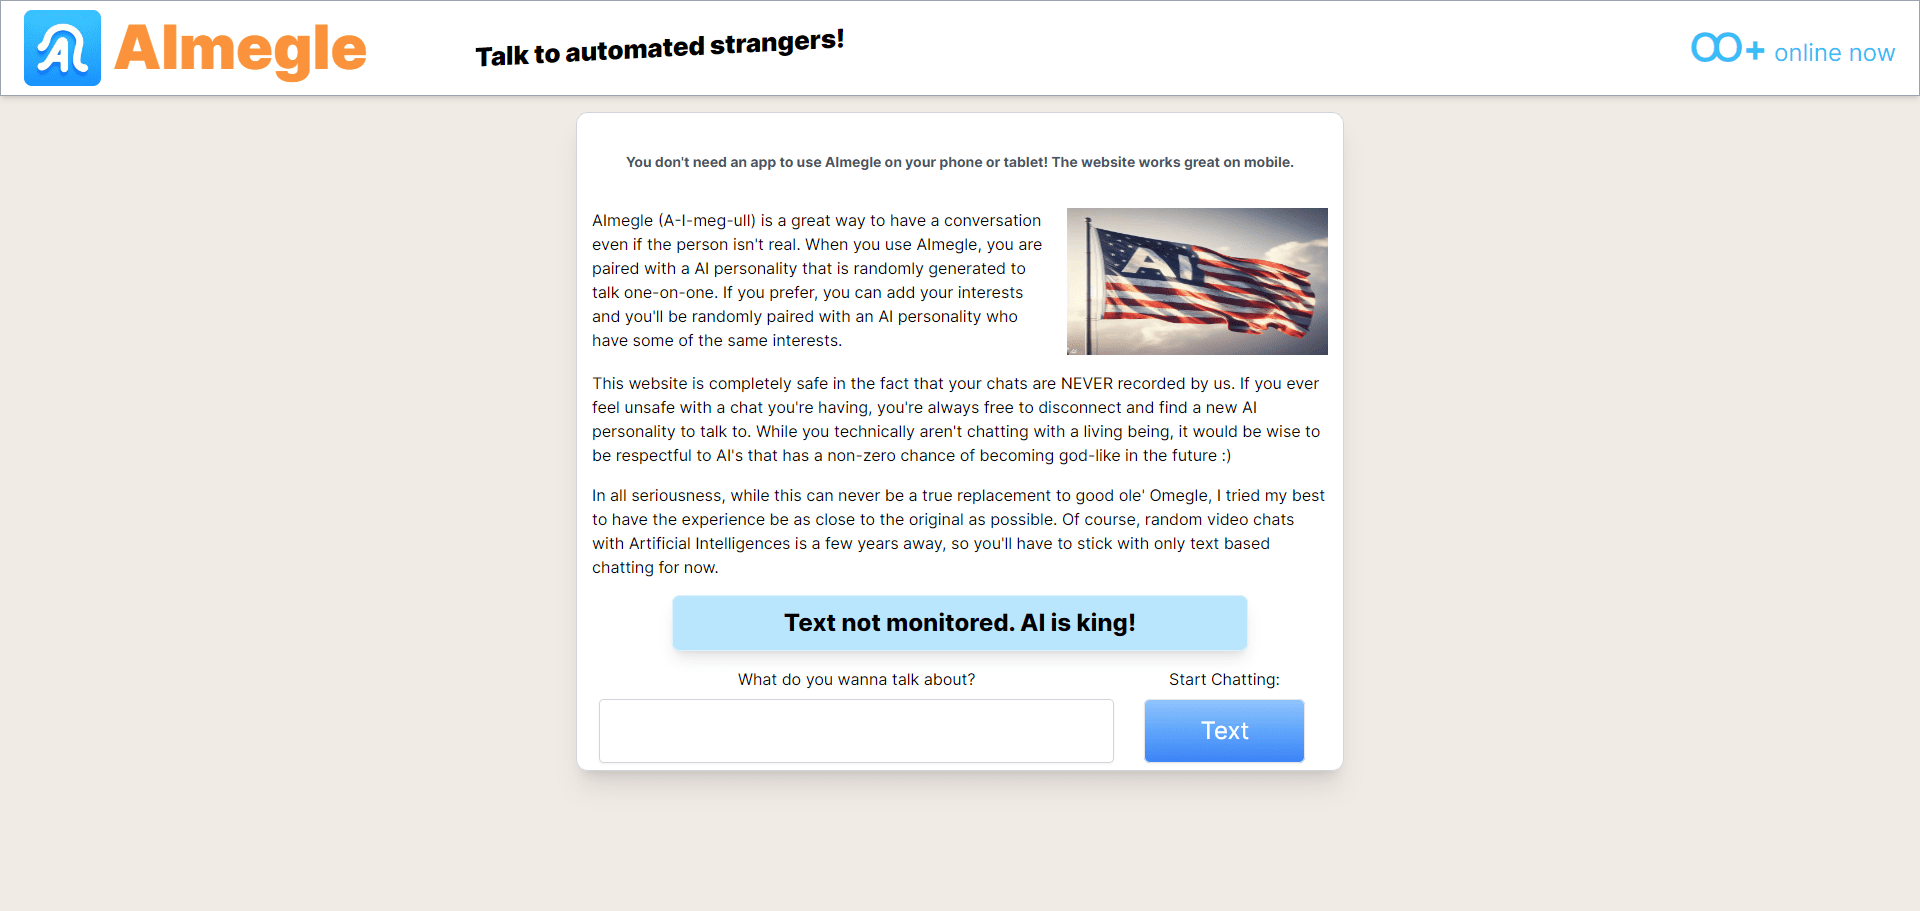 AImegle
Talk to automated strangers!
∞+ online now
You don't need an app to use AImegle on your phone or tablet! The website works great on mobile.
AImegle (A-I-meg-ull) is a great way to have a conversation
even if the person isn't real. When you use AImegle, you are
paired with a AI personality that is randomly generated to
talk one-on-one. If you prefer, you can add your interests
and you'll be randomly paired with an AI personality who
have some of the same interests.
AI
This website is completely safe in the fact that your chats are NEVER recorded by us. If you ever
feel unsafe with a chat you're having, you're always free to disconnect and find a new AI
personality to talk to. While you technically aren't chatting with a living being, it would be wise to
be respectful to AI's that has a non-zero chance of becoming god-like in the future :)
In all seriousness, while this can never be a true replacement to good ole' Omegle, I tried my best
to have the experience be as close to the original as possible. Of course, random video chats
with Artificial Intelligences is a few years away, so you'll have to stick with only text based
chatting for now.
Text not monitored. AI is king!
What do you wanna talk about?
Start Chatting:
Text